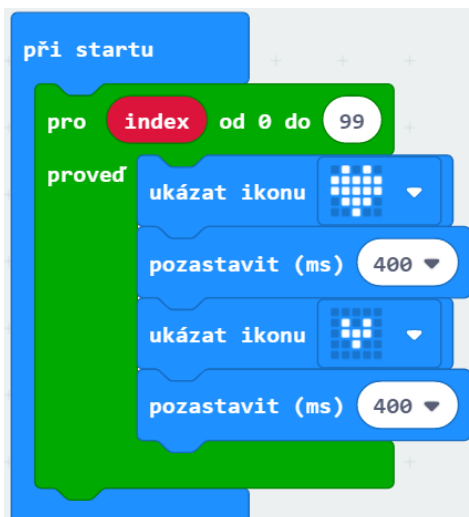 při startu
pro index od 0 do 99
proveď
ukázat ikonu
pozastavit (ms) 400
ukázat ikonu
pozastavit (ms) 400